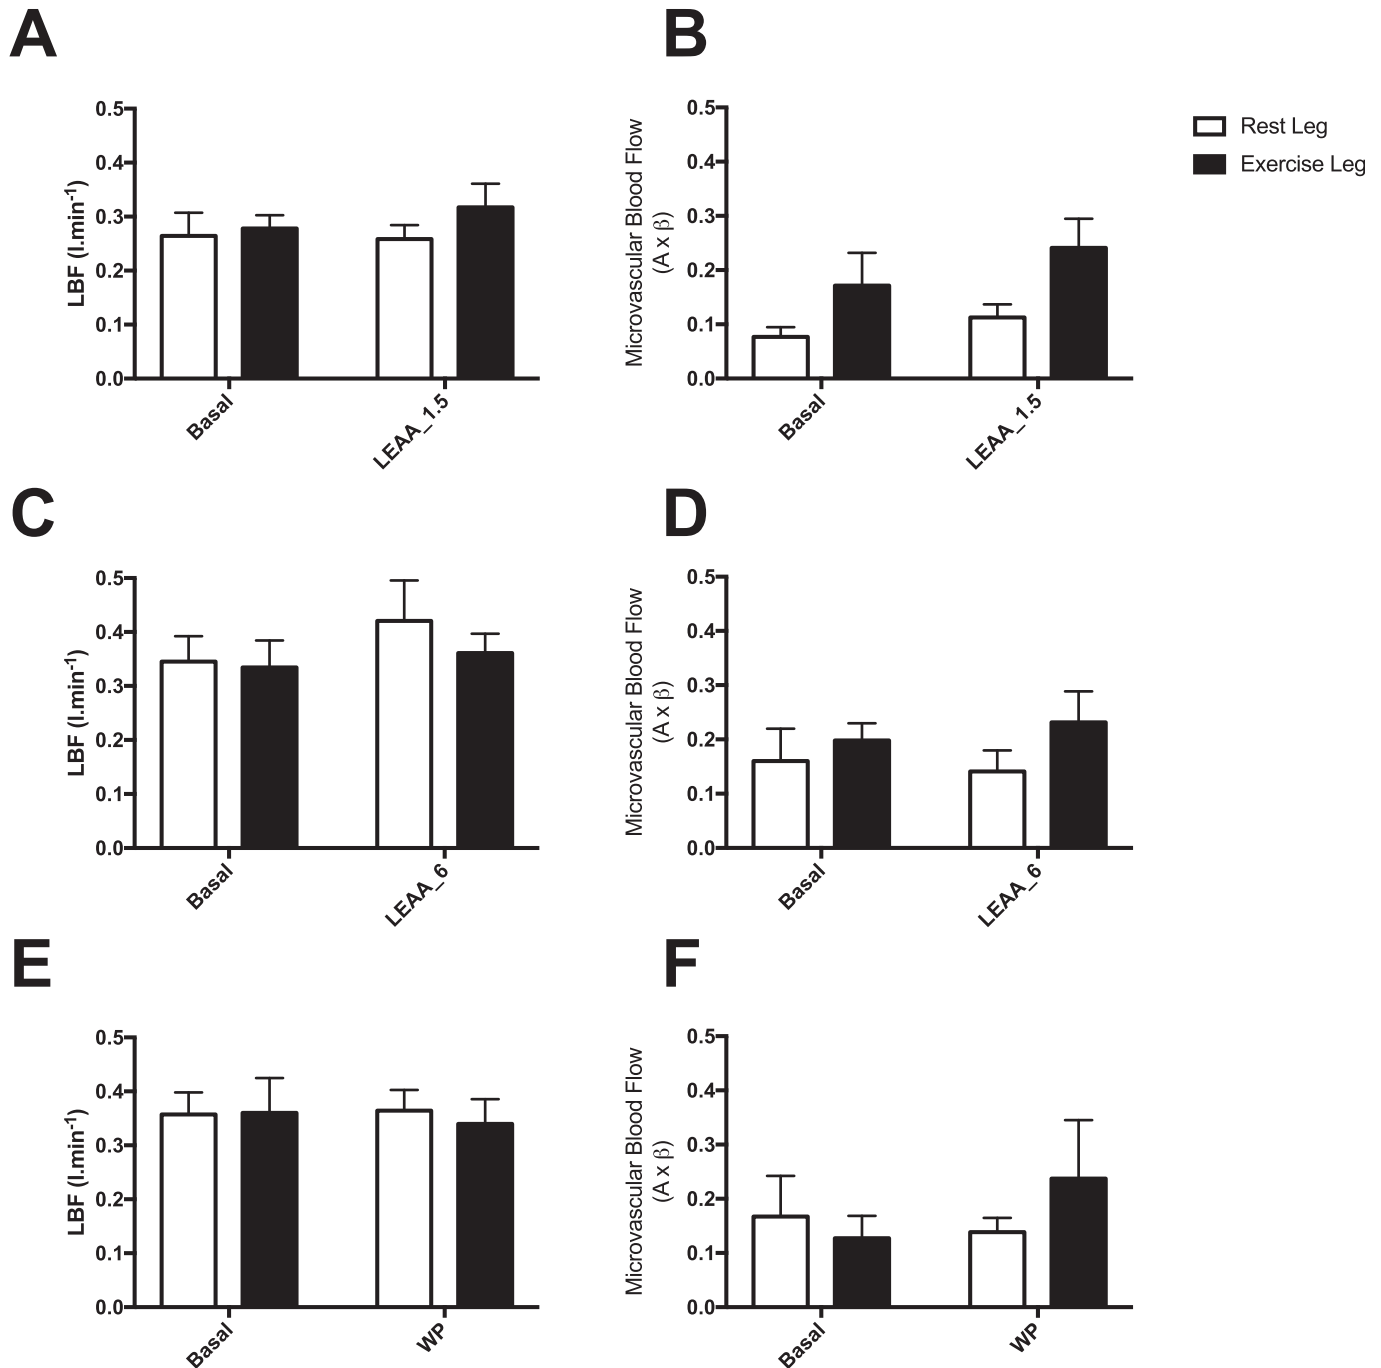 A
B
0.5
0.4
0.3
0.2
0.1
0.0
LBF (l.min-1)
Basal
LEAA_1.5
0.5
0.4
0.3
0.2
0.1
0.0
Microvascular Blood Flow
(A x β)
Basal
LEAA_1.5
Rest Leg
Exercise Leg
C
D
0.5
0.4
0.3
0.2
0.1
0.0
LBF (l.min-1)
Basal
LEAA_6
0.5
0.4
0.3
0.2
0.1
0.0
Microvascular Blood Flow
(A x β)
Basal
LEAA_6
E
F
0.5
0.4
0.3
0.2
0.1
0.0
LBF (l.min-1)
Basal
WP
0.5
0.4
0.3
0.2
0.1
0.0
Microvascular Blood Flow
(A x β)
Basal
WP